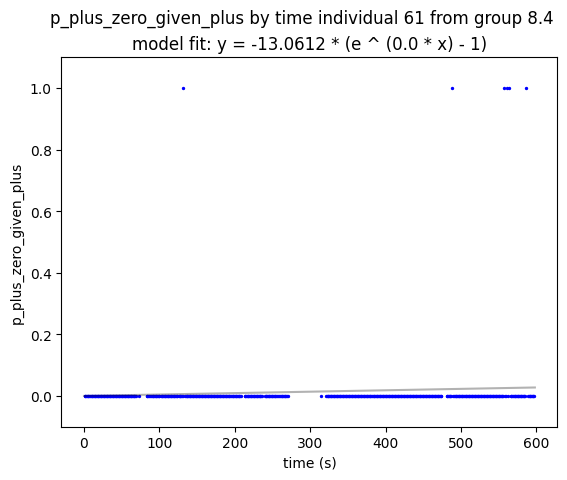 p_plus_zero_given_plus by time individual 61 from group 8.4
model fit: y = -13.0612 * (e ^ (0.0 * x) - 1)
1.0
0.8
0.6
0.4
0.2
0.0
p_plus_zero_given_plus
0 100 200 300 400 500 600
time (s)